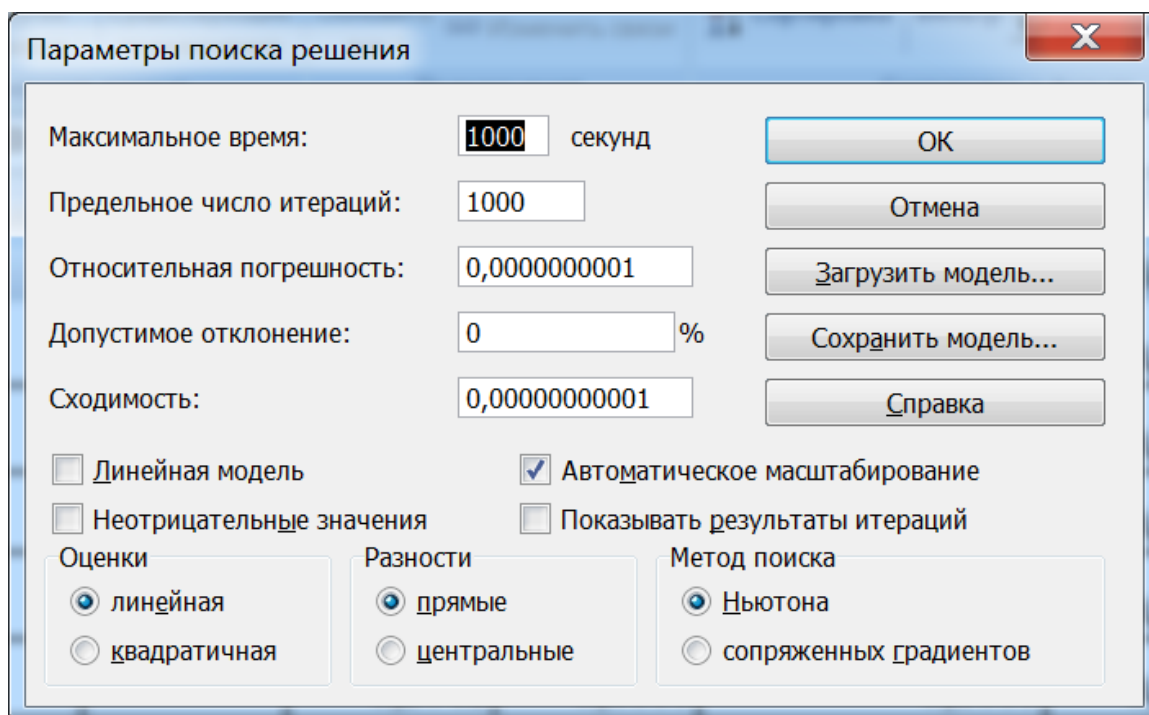 Параметры поиска решения
Максимальное время: 1000 секунд OK
Предельное число итераций: 1000 Отмена
Относительная погрешность: 0,0000000001 Загрузить модель...
Допустимое отклонение: 0 % Сохранить модель...
Сходимость: 0,00000000001 Справка
Линейная модель Автоматическое масштабирование
Неотрицательные значения Показывать результаты итераций
Оценки Разности Метод поиска
линейная прямые Ньютона
квадратичная центральные сопряженных градиентов